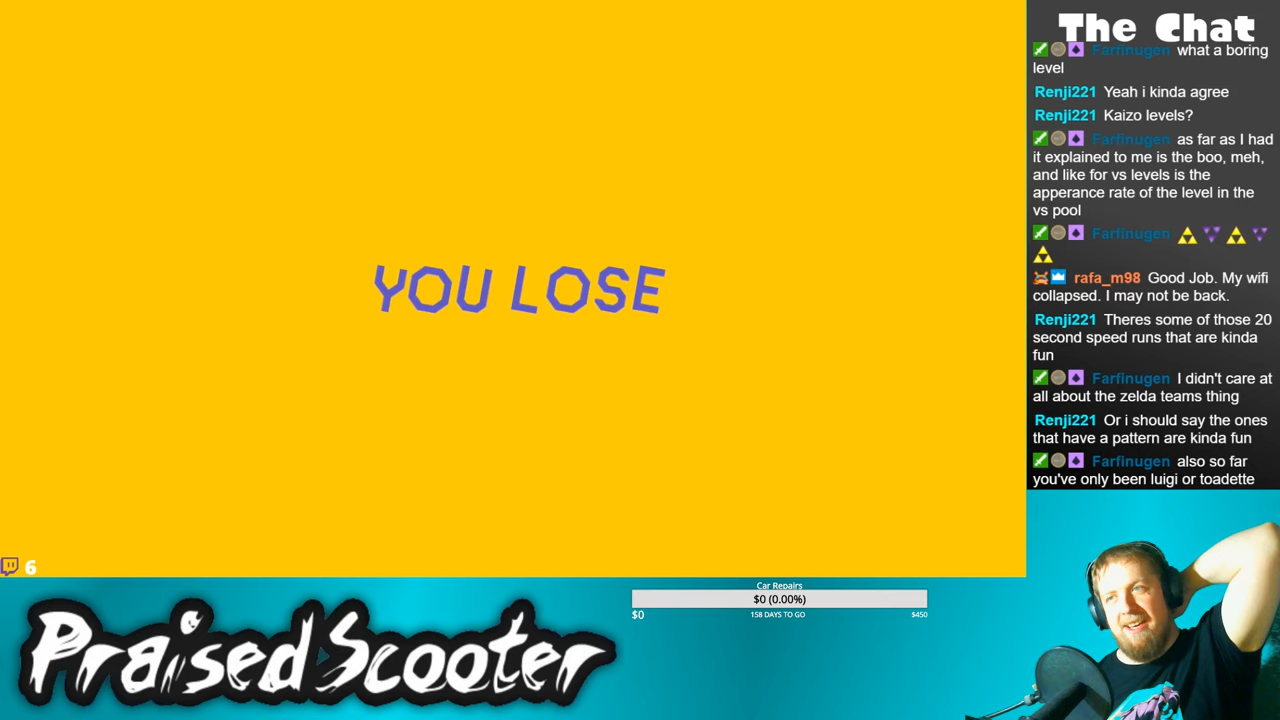 The Chat
Farfinugen what a boring
level
Renji221 Yeah i kinda agree
Renji221 Kaizo levels?
Farfinugen as far as I had
it explained to me is the boo, meh,
and like for vs levels is the
apperance rate of the level in the
vs pool
Farfinugen
rafa_m98 Good Job. My wifi
collapsed. I may not be back.
Renji221 Theres some of those 20
second speed runs that are kinda
fun
Farfinugen I didn't care at
all about the zelda teams thing
Renji221 Or i should say the ones
that have a pattern are kinda fun
Farfinugen also so far
you've only been luigi or toadette
YOU LOSE
6
Car Repairs
$0 (0.00%)
$0 158 DAYS TO GO $450
PraisedScooter